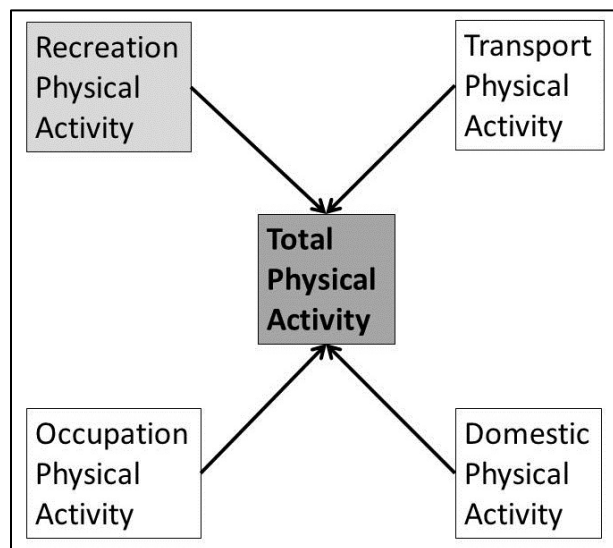 Recreation
Physical
Activity
Transport
Physical
Activity
Total
Physical
Activity
Occupation
Physical
Activity
Domestic
Physical
Activity